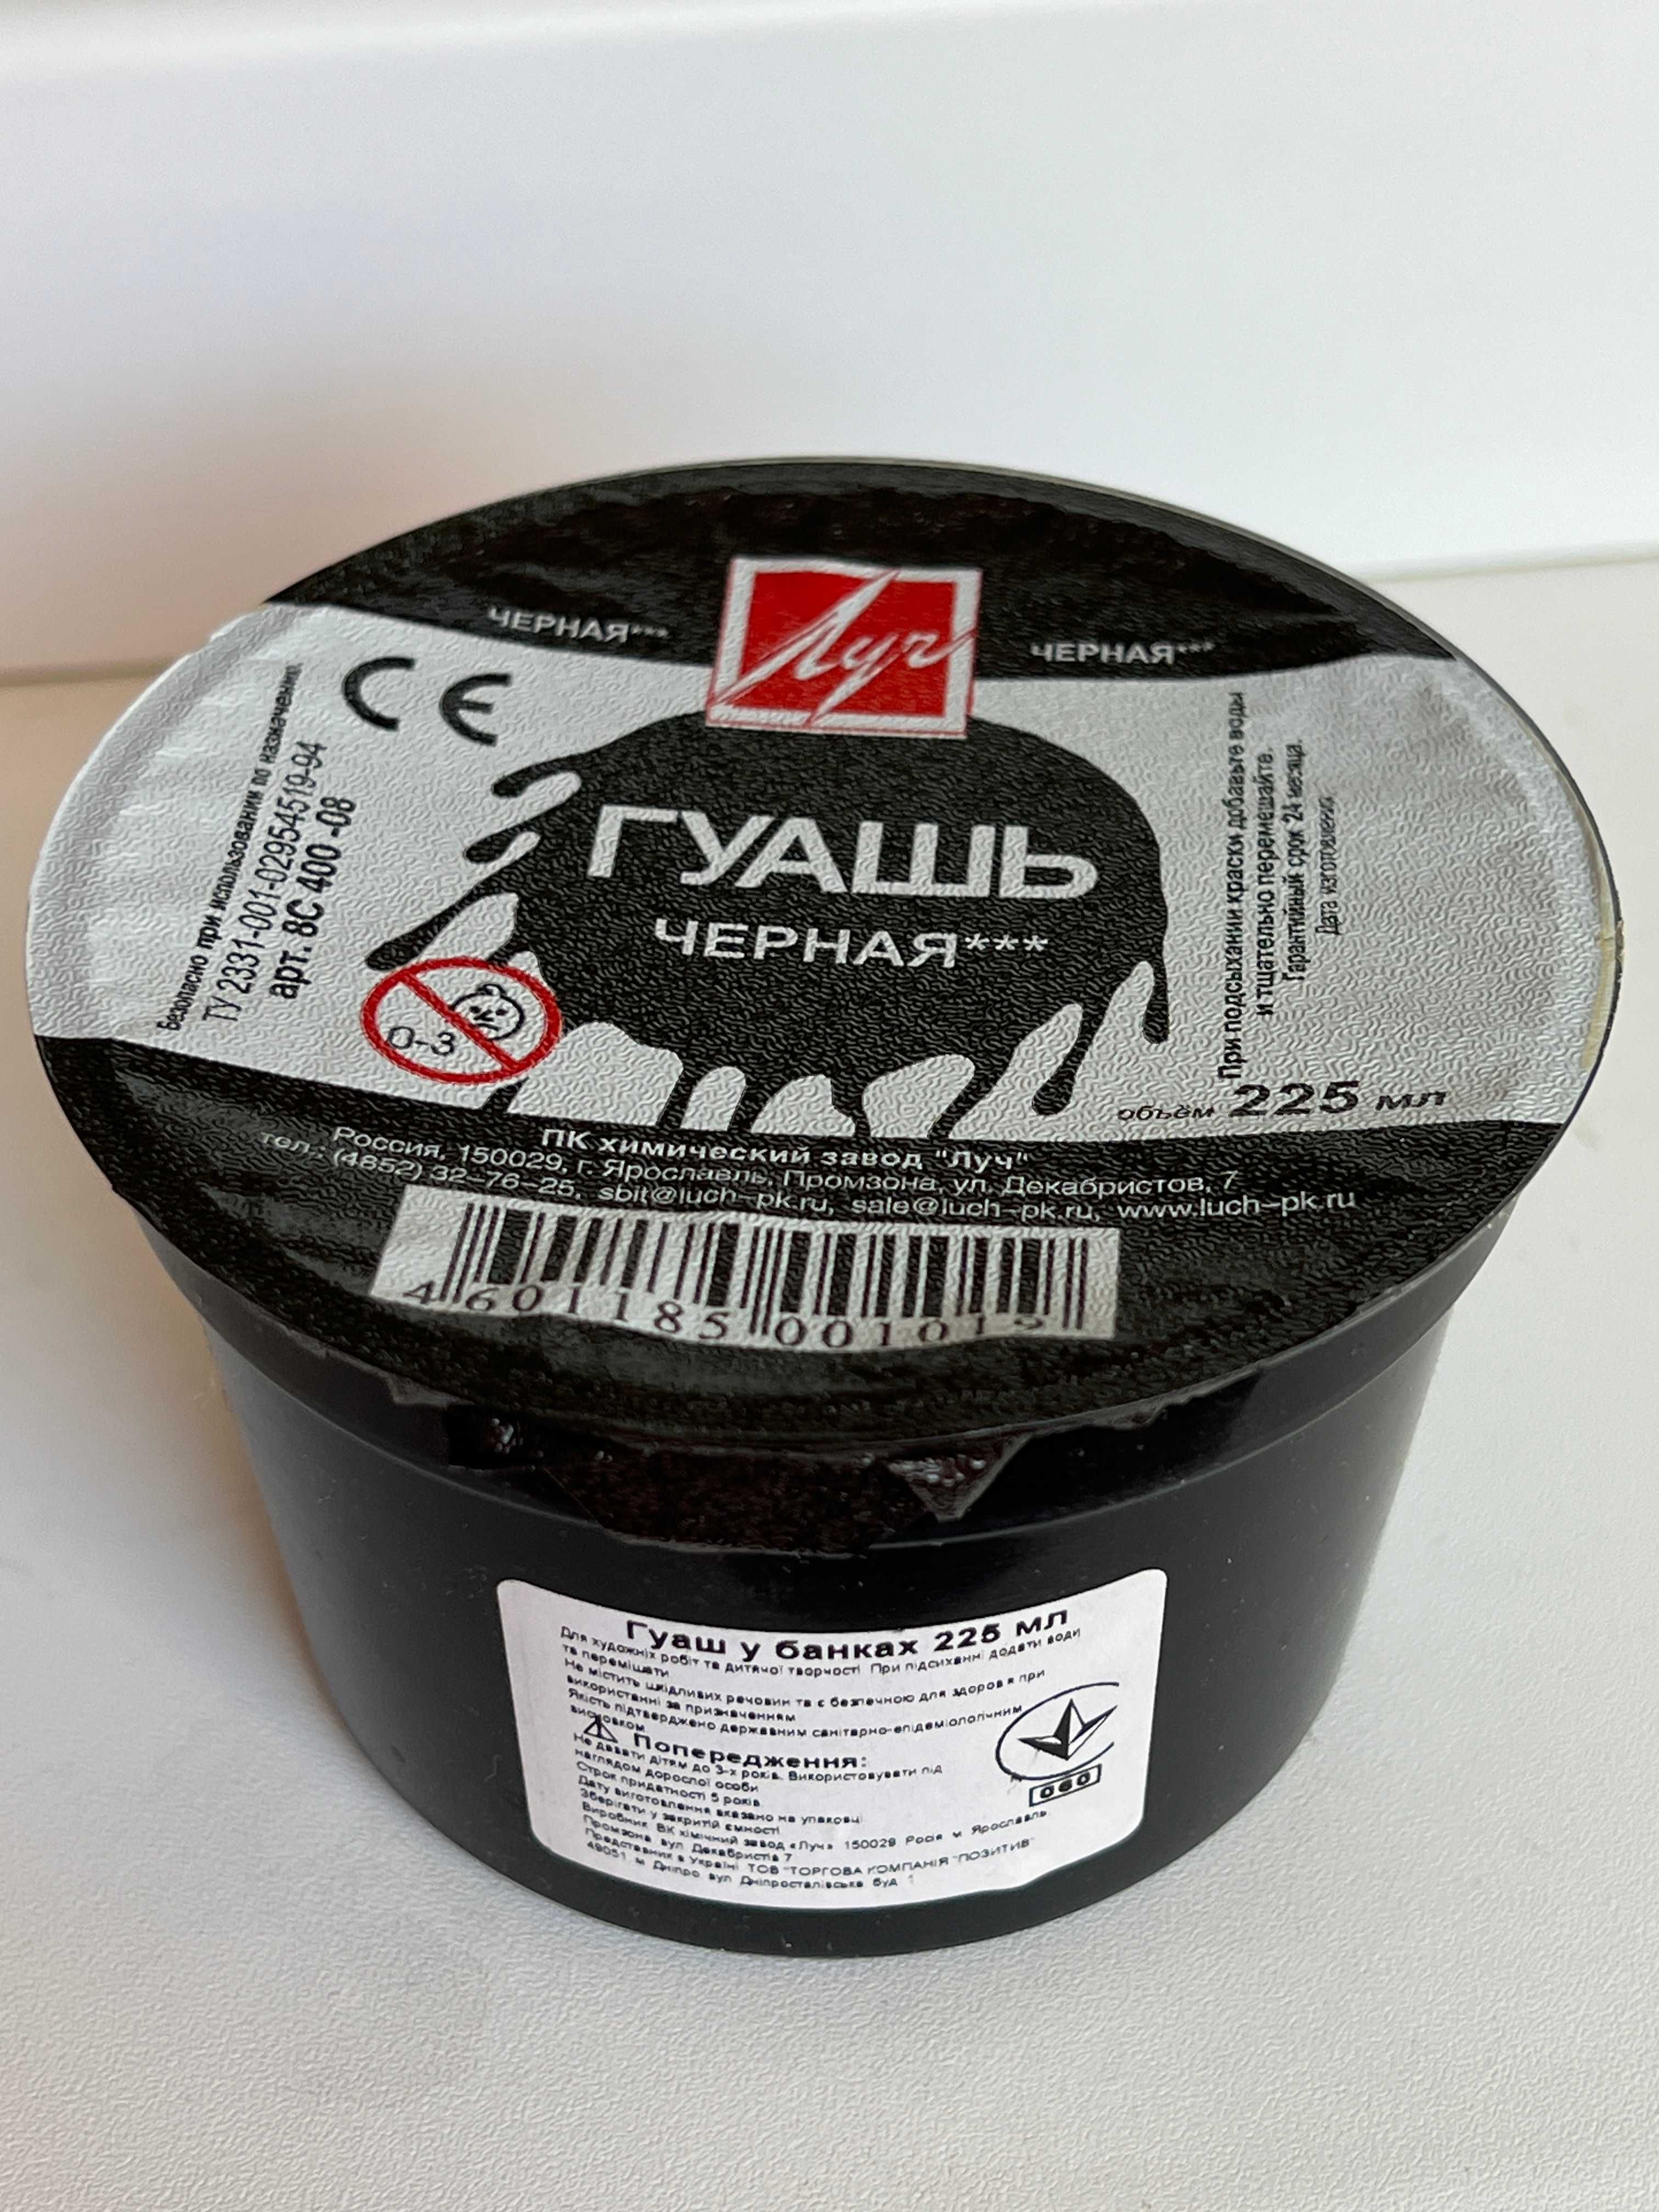 Луч
ЧЕРНАЯ***
ЧЕРНАЯ***
CE
Безопасно при использовании по назначению
ТУ 2331-001-02954519-94
арт. 8С 400 -08
ГУАШЬ
ЧЕРНАЯ***
0-3
При подсыхании краски добавьте воды
и тщательно перемешайте.
Гарантийный срок 24 месяца.
Дата изготовления:
объём 225 мл
ПК химический завод "Луч"
Россия, 150029, г. Ярославль, Промзона, ул. Декабристов, 7
тел.: (4852) 32-76-25, sbit@luch-pk.ru, sale@luch-pk.ru, www.luch-pk.ru
4 601185 001015
Гуаш у банках 225 мл
Для художніх робіт та дитячої творчості При підсиханні додати води
та перемішати
Не містить шкідливих речовин та є безпечною для здоров я при
використанні за призначенням
Якість підтверджено державним санітарно-епідеміологічним
висновком
Попередження:
Не давати дітям до 3-х років. Використовувати під
наглядом дорослої особи
Строк придатності 5 років.
Дату виготовлення вказано на упаковці
Зберігати у закритій ємності
Виробник ВК хімічний завод «Луч» 150029 Росія м Ярославль.
Промзона вул Декабристів 7
Представник в Україні ТОВ "ТОРГОВА КОМПАНІЯ "ПОЗИТИВ"
49051 м Дніпро вул Дніпросталівська буд 1
060